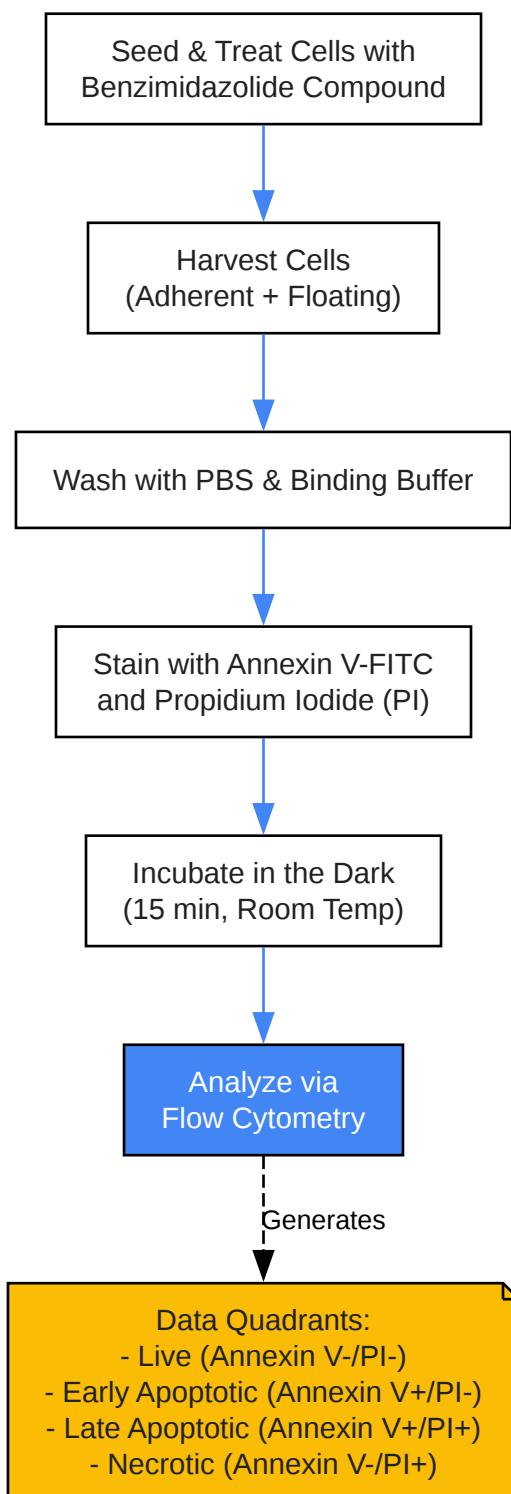 Seed & Treat Cells with
Benzimidazolide Compound
Harvest Cells
(Adherent + Floating)
Wash with PBS & Binding Buffer
Stain with Annexin V-FITC
and Propidium Iodide (PI)
Incubate in the Dark
(15 min, Room Temp)
Analyze via
Flow Cytometry
Generates
Data Quadrants:
- Live (Annexin V-/PI-)
- Early Apoptotic (Annexin V+/PI-)
- Late Apoptotic (Annexin V+/PI+)
- Necrotic (Annexin V-/PI+)